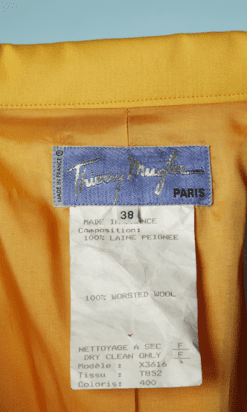 MADE IN FRANCE ©
Thierry Mugler
PARIS
38
MADE IN FRANCE
Composition:
100% LAINE PEIGNEE
100% WORSTED WOOL
NETTOYAGE A SEC F
DRY CLEAN ONLY F
Modèle : X3616
Tissu : T852
Coloris: 400